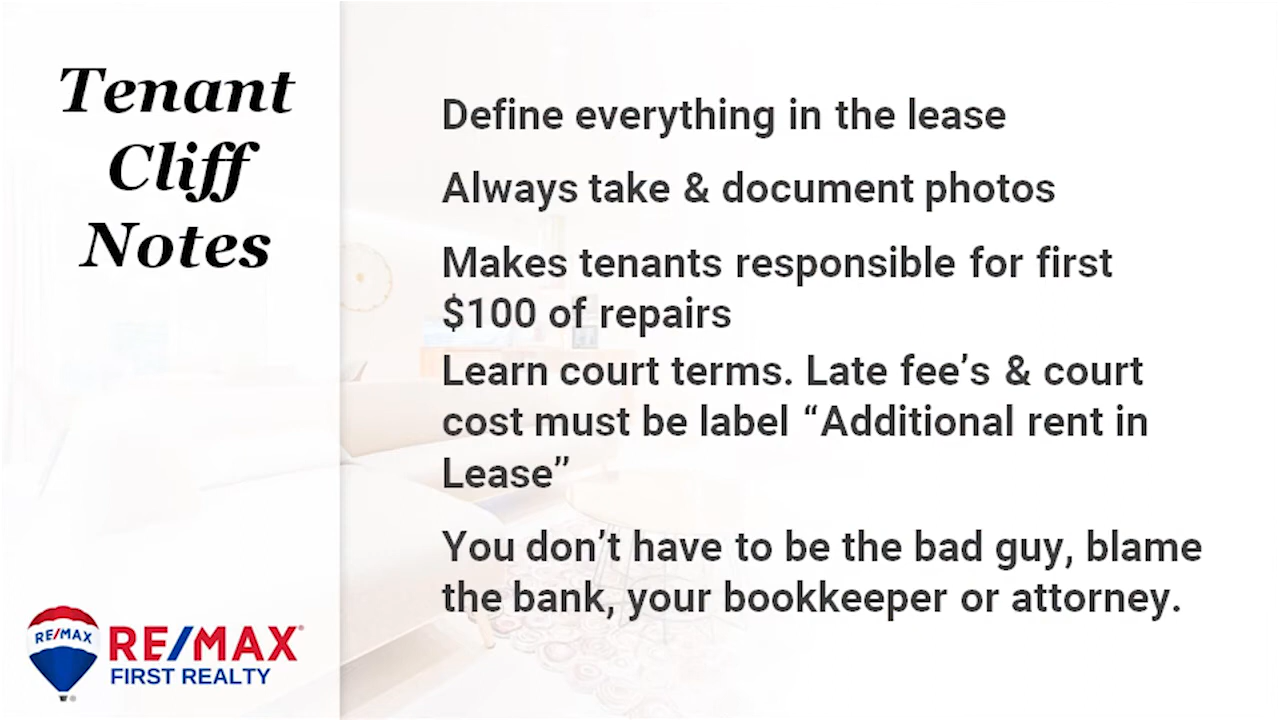 Tenant
Cliff
Notes
Define everything in the lease
Always take & document photos
Makes tenants responsible for first
$100 of repairs
Learn court terms. Late fee’s & court
cost must be label “Additional rent in
Lease”
You don’t have to be the bad guy, blame
the bank, your bookkeeper or attorney.
RE/MAX
RE/MAX®
FIRST REALTY